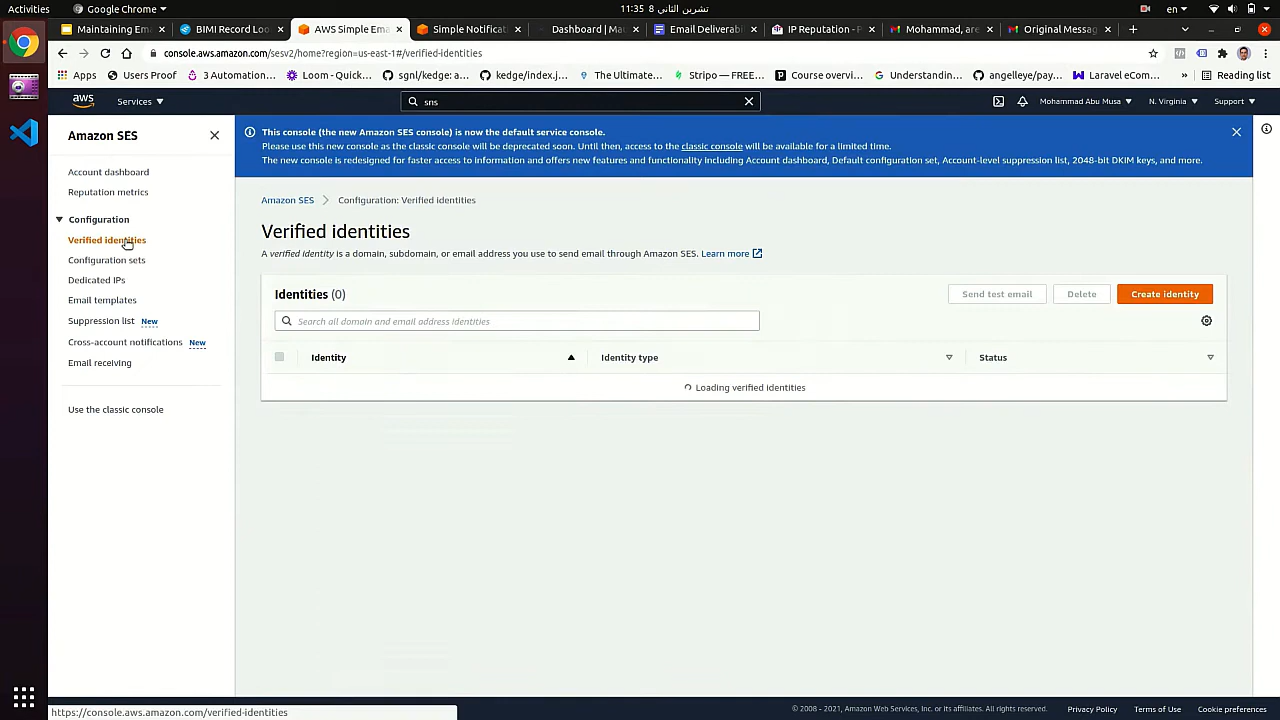 Activities
Google Chrome
11:35 8 تشرين الثاني
en
Maintaining Ema
BIMI Record Loo
AWS Simple Ema
Simple Notificat
Dashboard | Mau
Email Deliverabi
IP Reputation - P
Mohammad, are
Original Messag
console.aws.amazon.com/sesv2/home?region=us-east-1#/verified-identities
Apps
Users Proof
3 Automation...
Loom - Quick...
sgnl/kedge: a...
kedge/index.j...
The Ultimate...
Stripo — FREE...
Course overvi...
Understanding...
angelleye/pay...
Laravel eCom...
»
Reading list
aws
Services
sns
Mohammad Abu Musa
N. Virginia
Support
Amazon SES
Account dashboard
Reputation metrics
Configuration
Verified identities
Configuration sets
Dedicated IPs
Email templates
Suppression list New
Cross-account notifications New
Email receiving
Use the classic console
This console (the new Amazon SES console) is now the default service console.
Please use this new console as the classic console will be deprecated soon. Until then, access to the classic console will be available for a limited time.
The new console is redesigned for faster access to information and offers new features and functionality including Account dashboard, Default configuration set, Account-level suppression list, 2048-bit DKIM keys, and more.
Amazon SES
Configuration: Verified identities
Verified identities
A verified identity is a domain, subdomain, or email address you use to send email through Amazon SES. Learn more
Identities (0)
Send test email
Delete
Create identity
Search all domain and email address identities
Identity
Identity type
Status
Loading verified identities
https://console.aws.amazon.com/verified-identities
© 2008 - 2021, Amazon Web Services, Inc. or its affiliates. All rights reserved.
Privacy Policy
Terms of Use
Cookie preferences